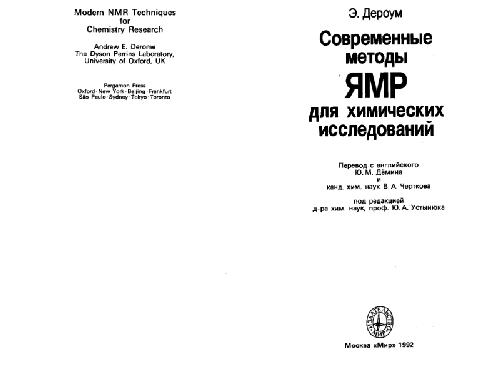 Modern NMR Techniques
for
Chemistry Research
Andrew E. Derome
The Dyson Perrins Laboratory,
University of Oxford, UK
Pergamon Press
Oxford·New York·Beijing·Frankfurt
São Paulo·Sydney·Tokyo·Toronto
Э. Дероум
Современные
методы
ЯМР
для химических
исследований
Перевод с английского
Ю. М. Дёмина
и
канд. хим. наук В. А. Черткова
под редакцией
д-ра хим. наук, проф. Ю. А. Устынюка
Москва «Мир» 1992